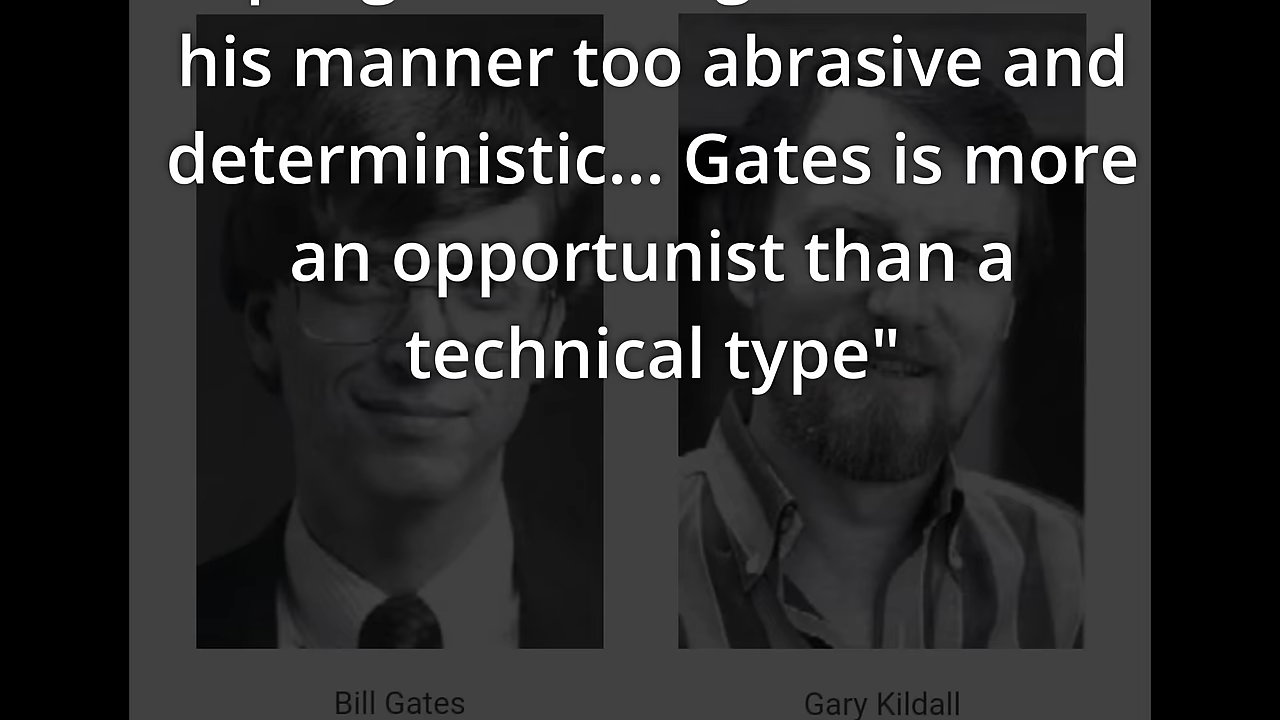 his manner too abrasive and
deterministic... Gates is more
an opportunist than a
technical type"
Bill Gates
Gary Kildall